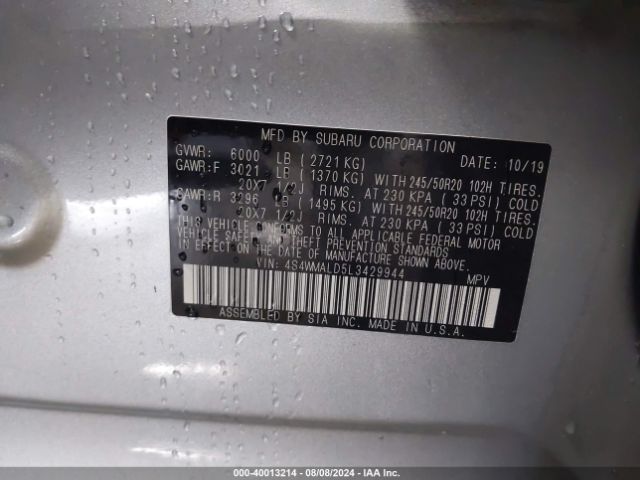 MFD BY SUBARU CORPORATION
GVWR: 6000 LB ( 2721 KG) DATE: 10/19
GAWR:F 3021 LB ( 1370 KG) WITH 245/50R20 102H TIRES.
20X7 1/2J RIMS. AT 230 KPA ( 33 PSI) COLD
GAWR:R 3296 LB ( 1495 KG) WITH 245/50R20 102H TIRES.
20X7 1/2J RIMS. AT 230 KPA ( 33 PSI) COLD
THIS VEHICLE CONFORMS TO ALL APPLICABLE FEDERAL MOTOR
VEHICLE SAFETY AND THEFT PREVENTION STANDARDS
IN EFFECT ON THE DATE OF MANUFACTURE SHOWN ABOVE.
VIN: 4S4WMALD5L3429944 MPV
ASSEMBLED BY SIA INC. MADE IN U.S.A.
000-40013214 - 08/08/2024 - IAA Inc.